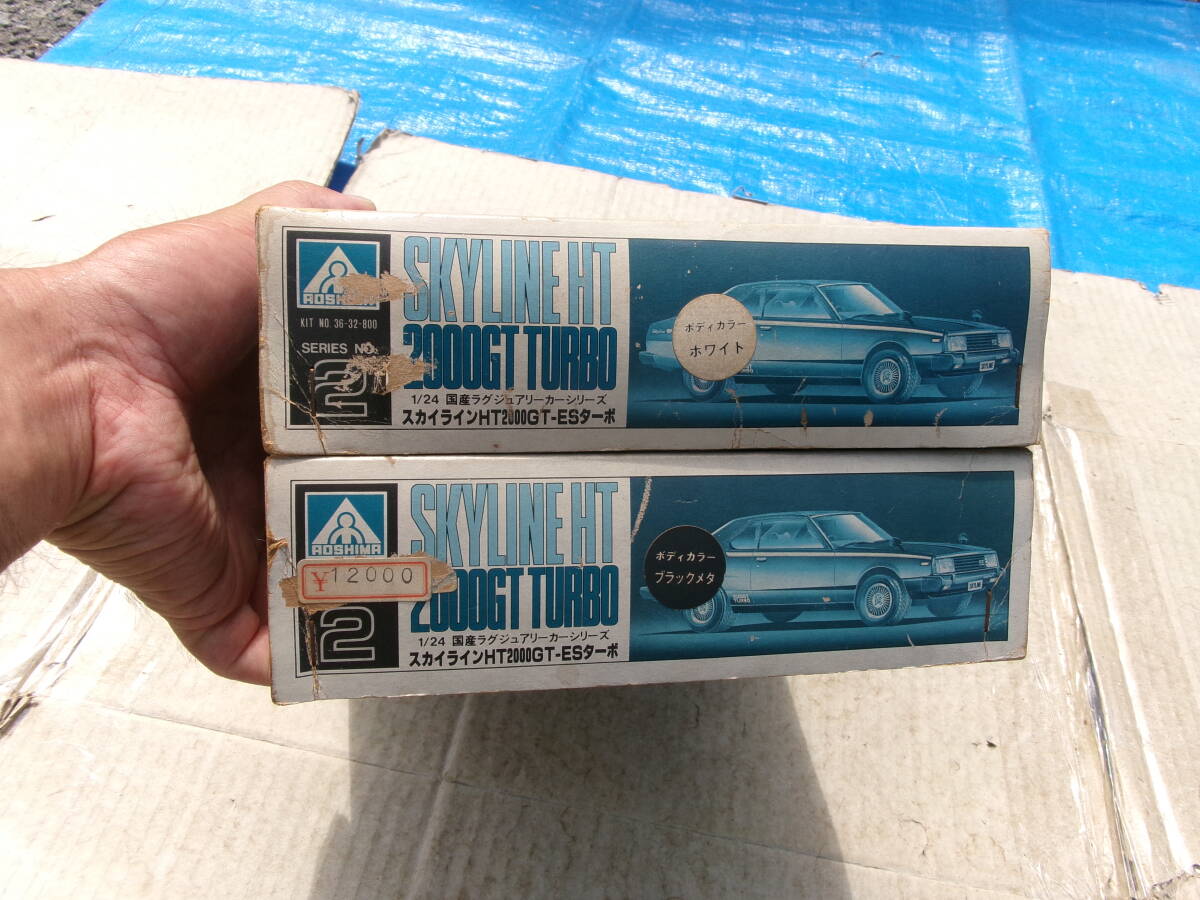 AOSHIMA
KIT NO 36-32-800
SERIES NO.
2
SKYLINE HT
2000GT TURBO
1/24 国産ラグジュアリーカーシリーズ
スカイラインHT2000GT-ESターボ
ボディカラー
ホワイト
AOSHIMA
¥12000
2
SKYLINE HT
2000GT TURBO
1/24 国産ラグジュアリーカーシリーズ
スカイラインHT2000GT-ESターボ
ボディカラー
ブラックメタ
SKYLINE